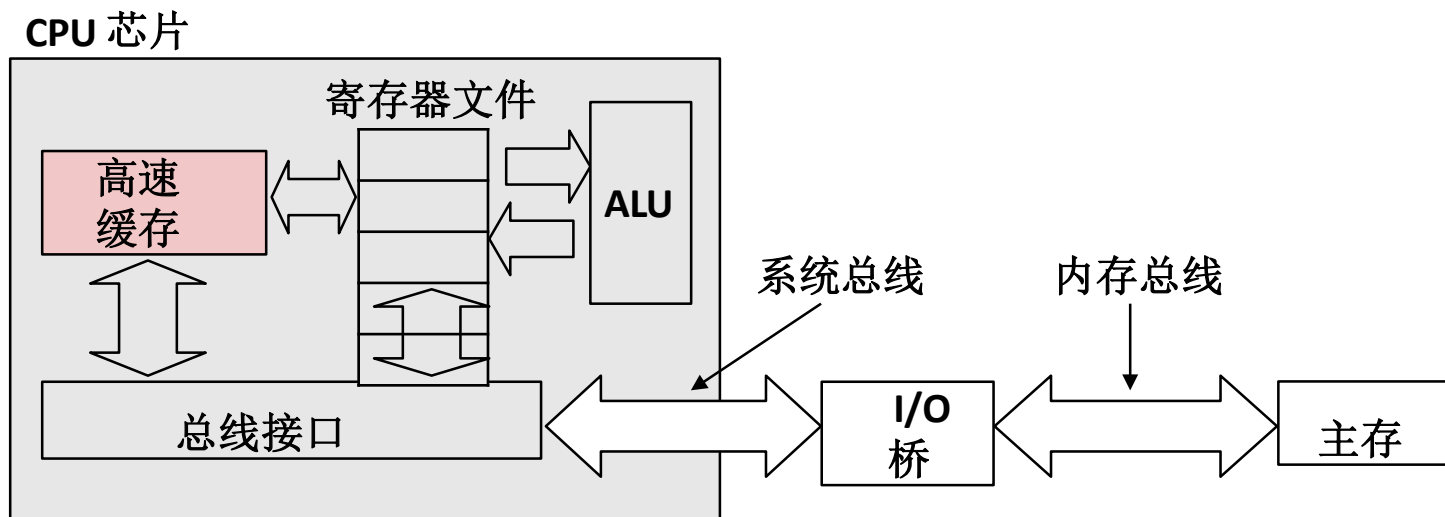 CPU 芯片
寄存器文件
高速
缓存
ALU
系统总线
内存总线
总线接口
I/O
桥
主存